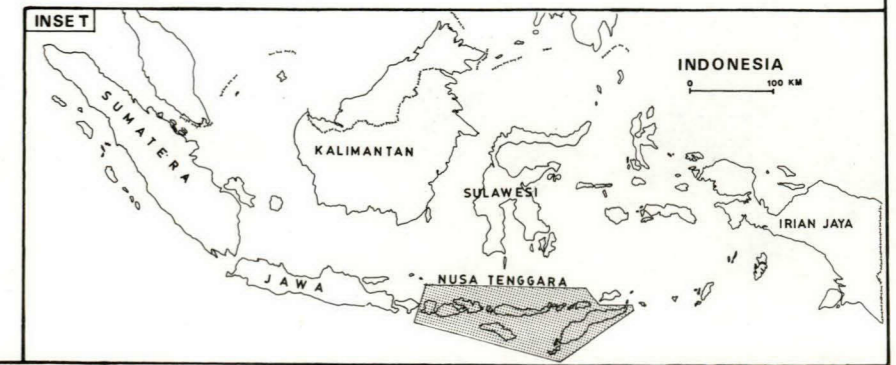 INSET
INDONESIA
0 100 KM
SUMATERA
KALIMANTAN
SULAWESI
IRIAN JAYA
JAWA
NUSA TENGGARA